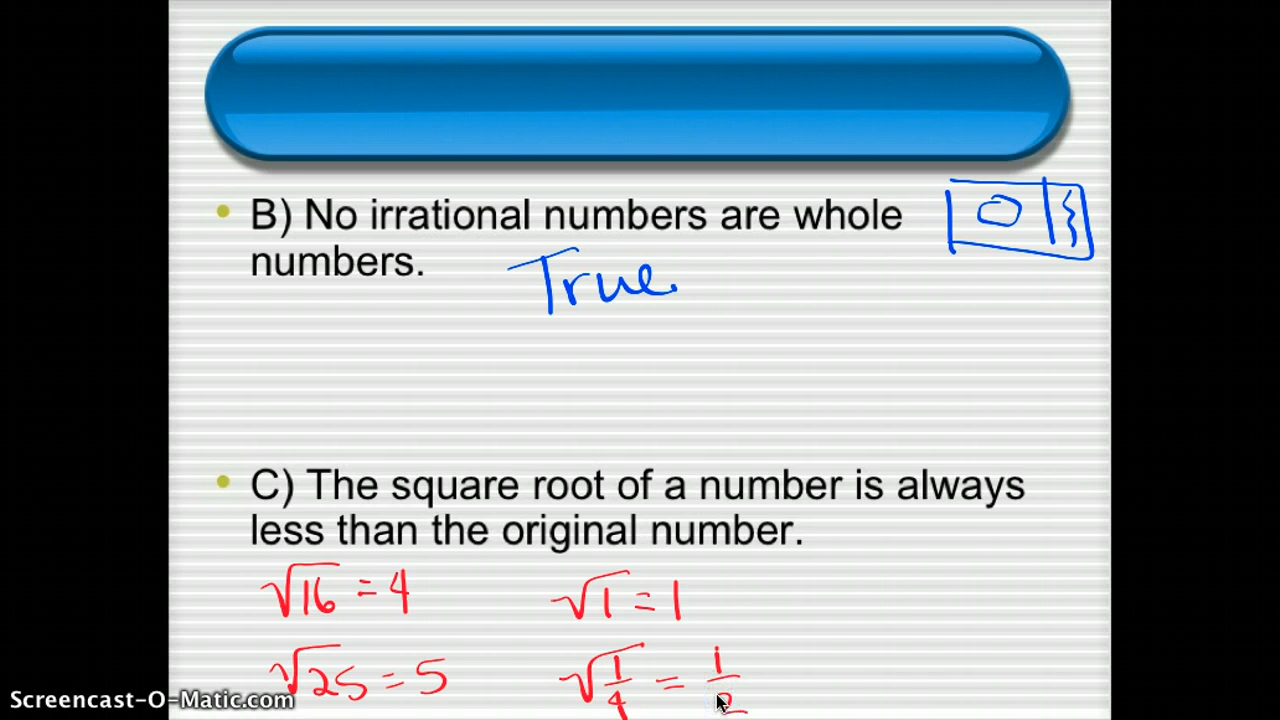 B) No irrational numbers are whole
numbers.
True
C) The square root of a number is always
less than the original number.
√16 = 4 √1 = 1
√25 = 5 √1/4 = 1/2
Screencast-O-Matic.com